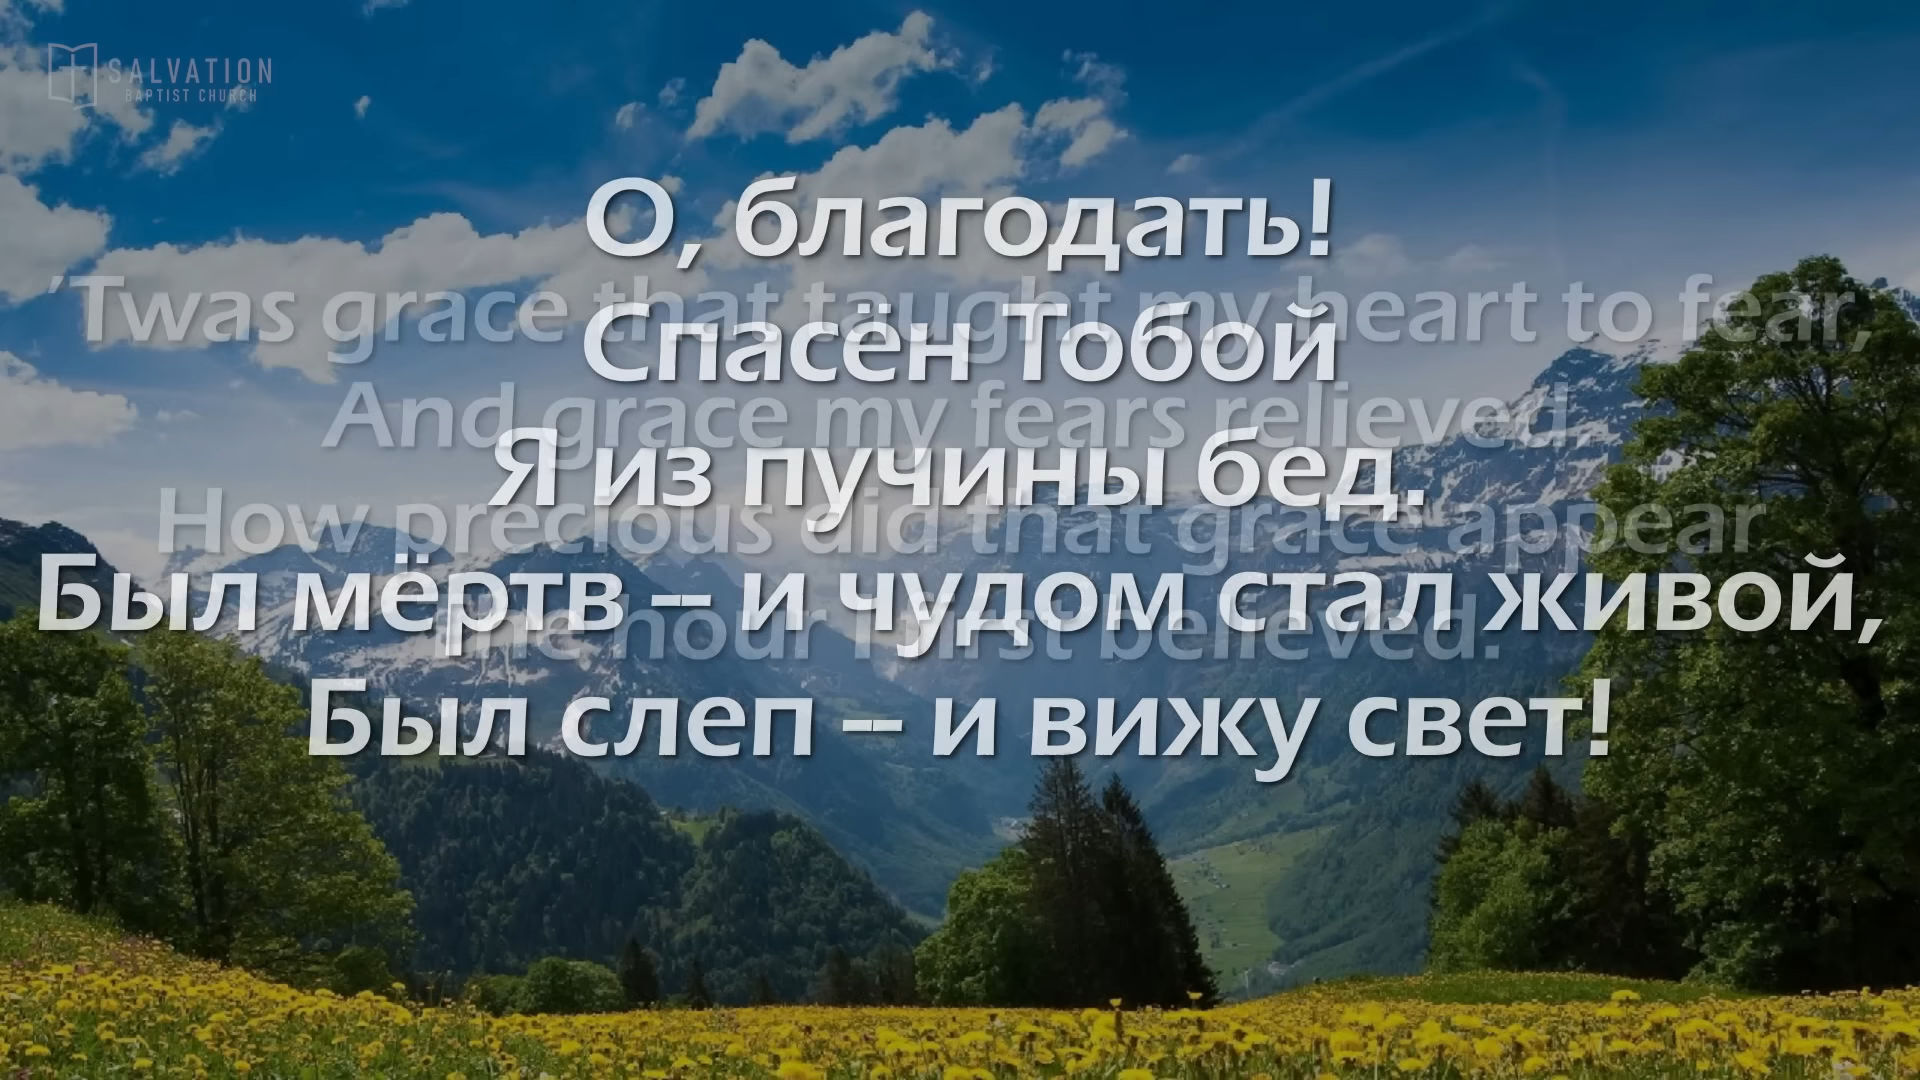 SALVATION
BAPTIST CHURCH
О, благодать!
'Twas grace that taught my heart to fear,
Спасён Тобой
And grace my fears relieved.
Я из пучины бед.
How precious did that grace appear
Был мёртв – и чудом стал живой,
The hour I first believed.
Был слеп – и вижу свет!